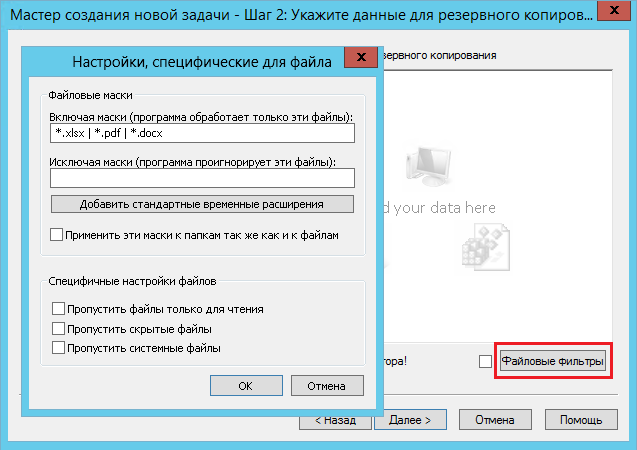 Мастер создания новой задачи - Шаг 2: Укажите данные для резервного копиров...
X
Настройки, специфические для файла
X
копирования
Файловые маски
Включая маски (программа обработает только эти файлы):
*.xlsx | *.pdf | *.docx
Исключая маски (программа проигнорирует эти файлы):
Добавить стандартные временные расширения
your data here
Применить эти маски к папкам так же как и к файлам
Специфичные настройки файлов
Пропустить файлы только для чтения
Пропустить скрытые файлы
Пропустить системные файлы
Файловые фильтры
OK
Отмена
< Назад
Далее >
Отмена
Помощь